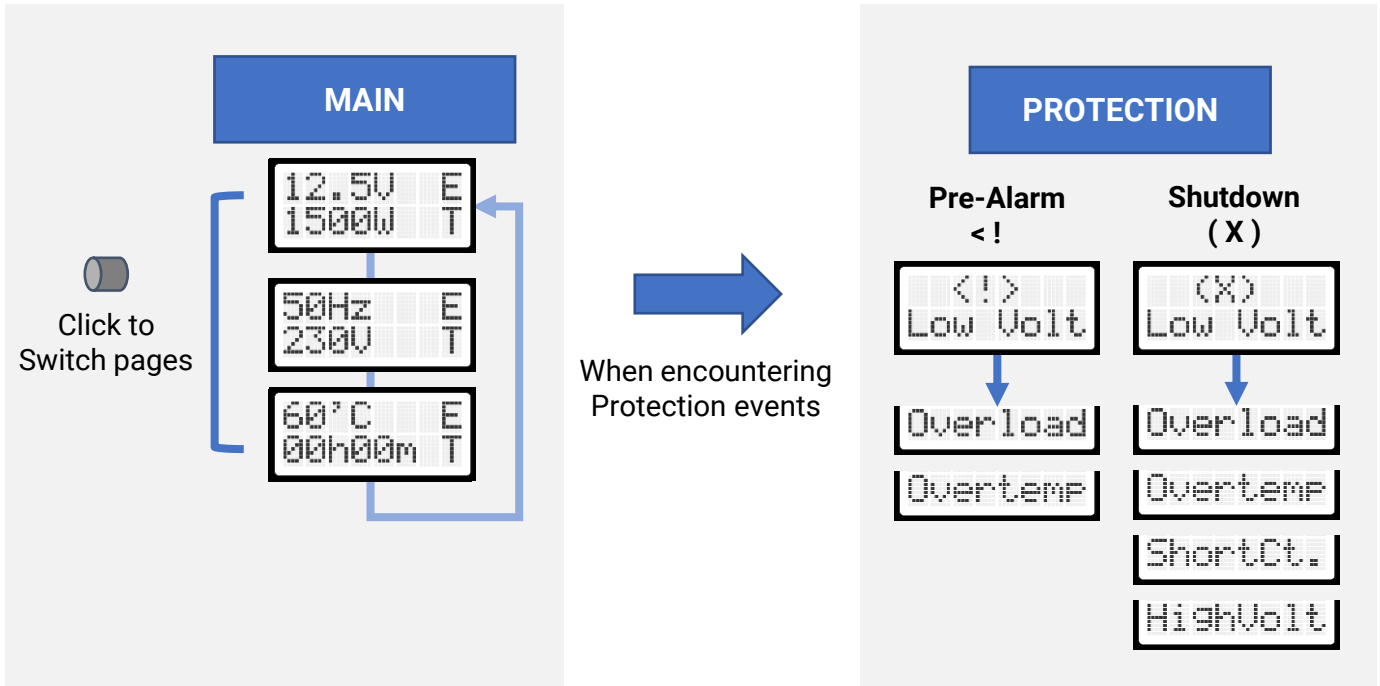 MAIN
12.5V E
1500W T
50Hz E
230V T
60'C E
00h00m T
Click to
Switch pages
When encountering
Protection events
PROTECTION
Pre-Alarm
< !
<!>
Low Volt
Overload
Overtemp
Shutdown
( X )
(X)
Low Volt
Overload
Overtemp
ShortCt.
HighVolt